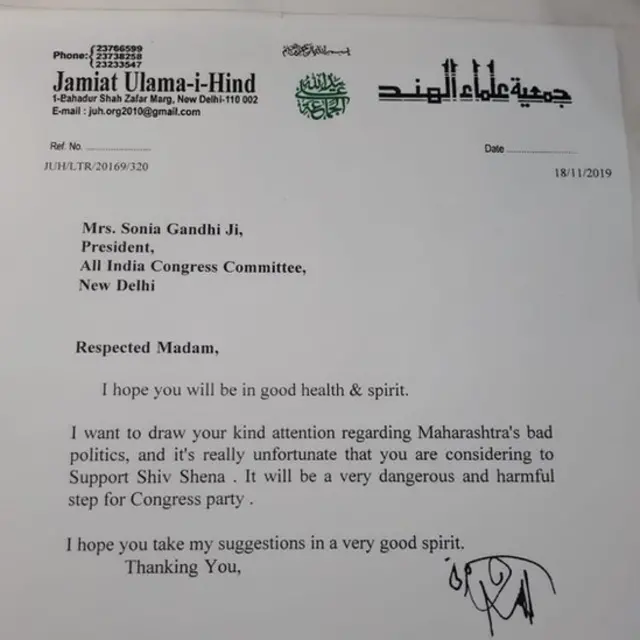 Phone: 23766599
23738258
23233547
Jamiat Ulama-i-Hind
1-Bahadur Shah Zafar Marg, New Delhi-110 002
E-mail : juh.org2010@gmail.com
جمعية علماء الهند
Ref. No. ........................
JUH/LTR/20169/320
Date ........................
18/11/2019
Mrs. Sonia Gandhi Ji,
President,
All India Congress Committee,
New Delhi
Respected Madam,
I hope you will be in good health & spirit.
I want to draw your kind attention regarding Maharashtra's bad
politics, and it's really unfortunate that you are considering to
Support Shiv Shena . It will be a very dangerous and harmful
step for Congress party .
I hope you take my suggestions in a very good spirit.
Thanking You,